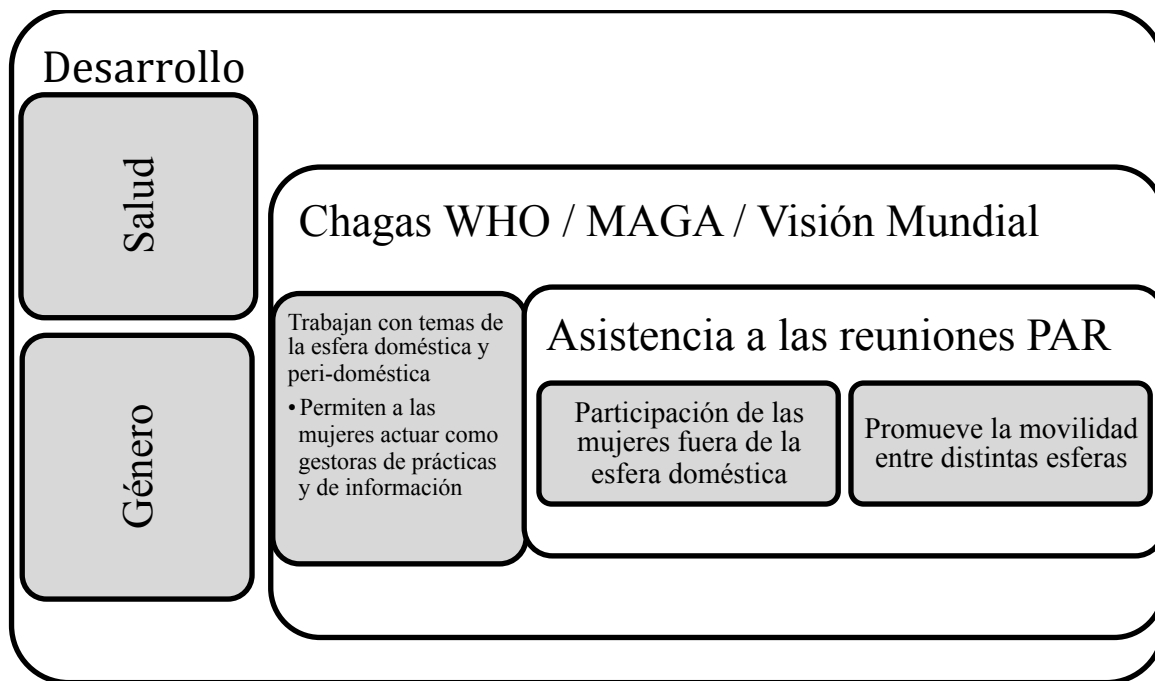 Desarrollo
Salud
Género
Chagas WHO / MAGA / Visión Mundial
Trabajan con temas de
la esfera doméstica y
peri-doméstica
• Permiten a las
mujeres actuar como
gestoras de prácticas
y de información
Asistencia a las reuniones PAR
Participación de las
mujeres fuera de la
esfera doméstica
Promueve la movilidad
entre distintas esferas